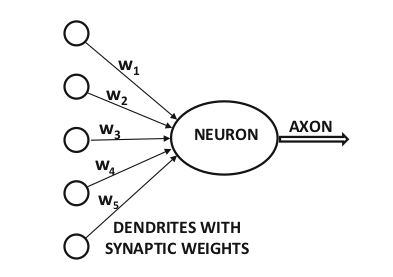 w1
w2
w3
w4
w5
NEURON
AXON
DENDRITES WITH
SYNAPTIC WEIGHTS